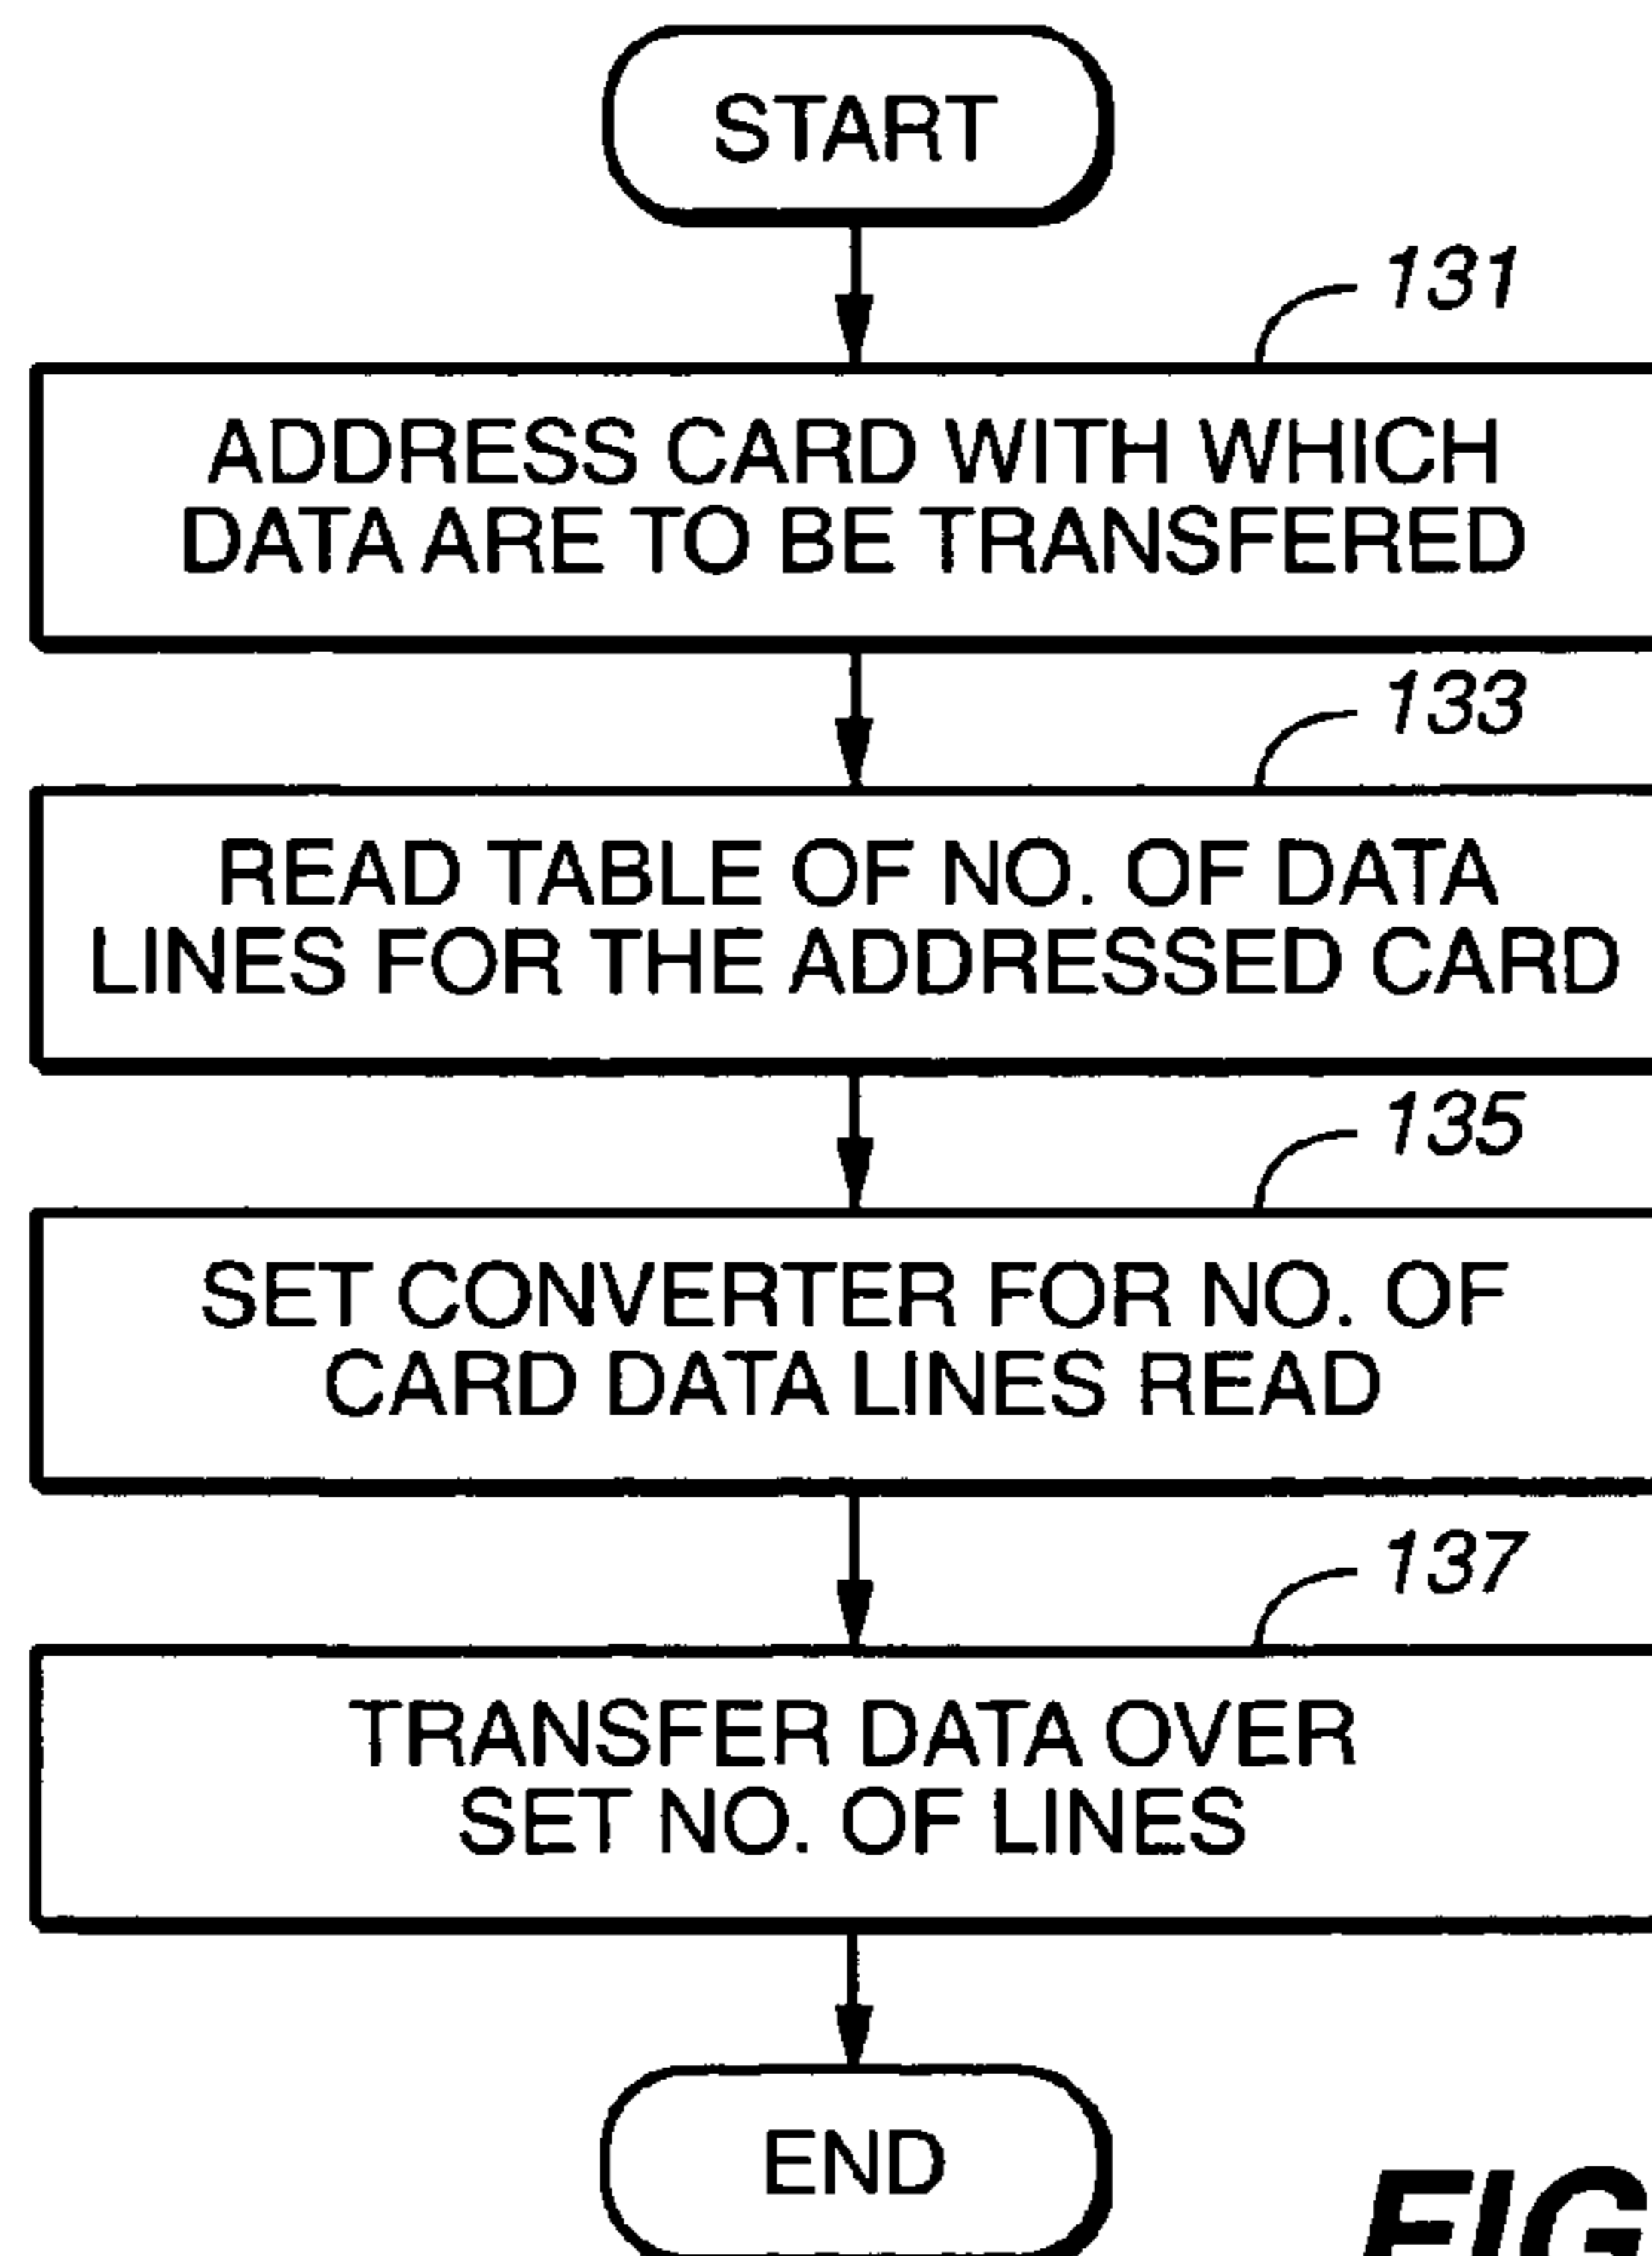 START
131
ADDRESS CARD WITH WHICH
DATA ARE TO BE TRANSFERED
133
READ TABLE OF NO. OF DATA
LINES FOR THE ADDRESSED CARD
135
SET CONVERTER FOR NO. OF
CARD DATA LINES READ
137
TRANSFER DATA OVER
SET NO. OF LINES
END
FIG